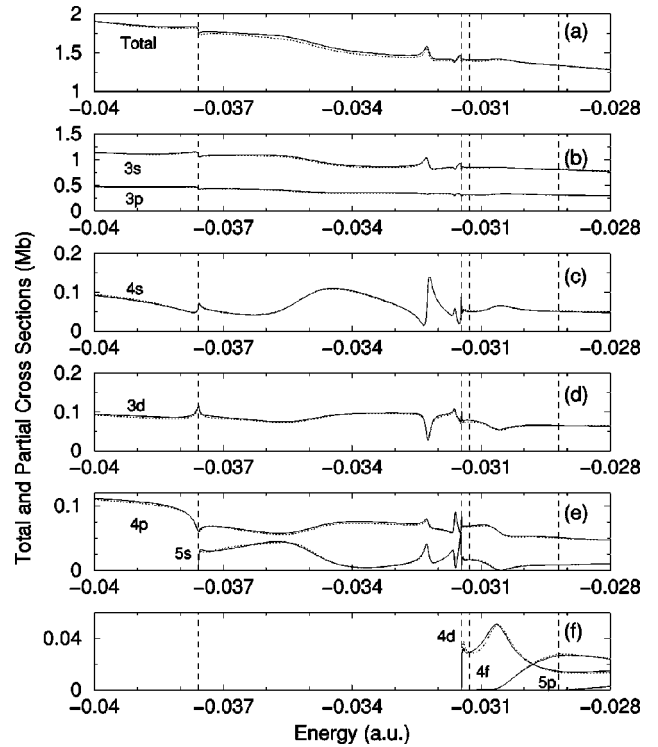 2
1.5
1
Total
(a)
−0.04 −0.037 −0.034 −0.031 −0.028
1.5
1
0.5
0
3s
3p
(b)
−0.04 −0.037 −0.034 −0.031 −0.028
0.2
0.1
0
4s
(c)
−0.04 −0.037 −0.034 −0.031 −0.028
0.2
0.1
0
3d
(d)
−0.04 −0.037 −0.034 −0.031 −0.028
0.1
0
4p
5s
(e)
−0.04 −0.037 −0.034 −0.031 −0.028
0.04
0
4d
4f
5p
(f)
−0.04 −0.037 −0.034 −0.031 −0.028
Energy (a.u.)
Total and Partial Cross Sections (Mb)